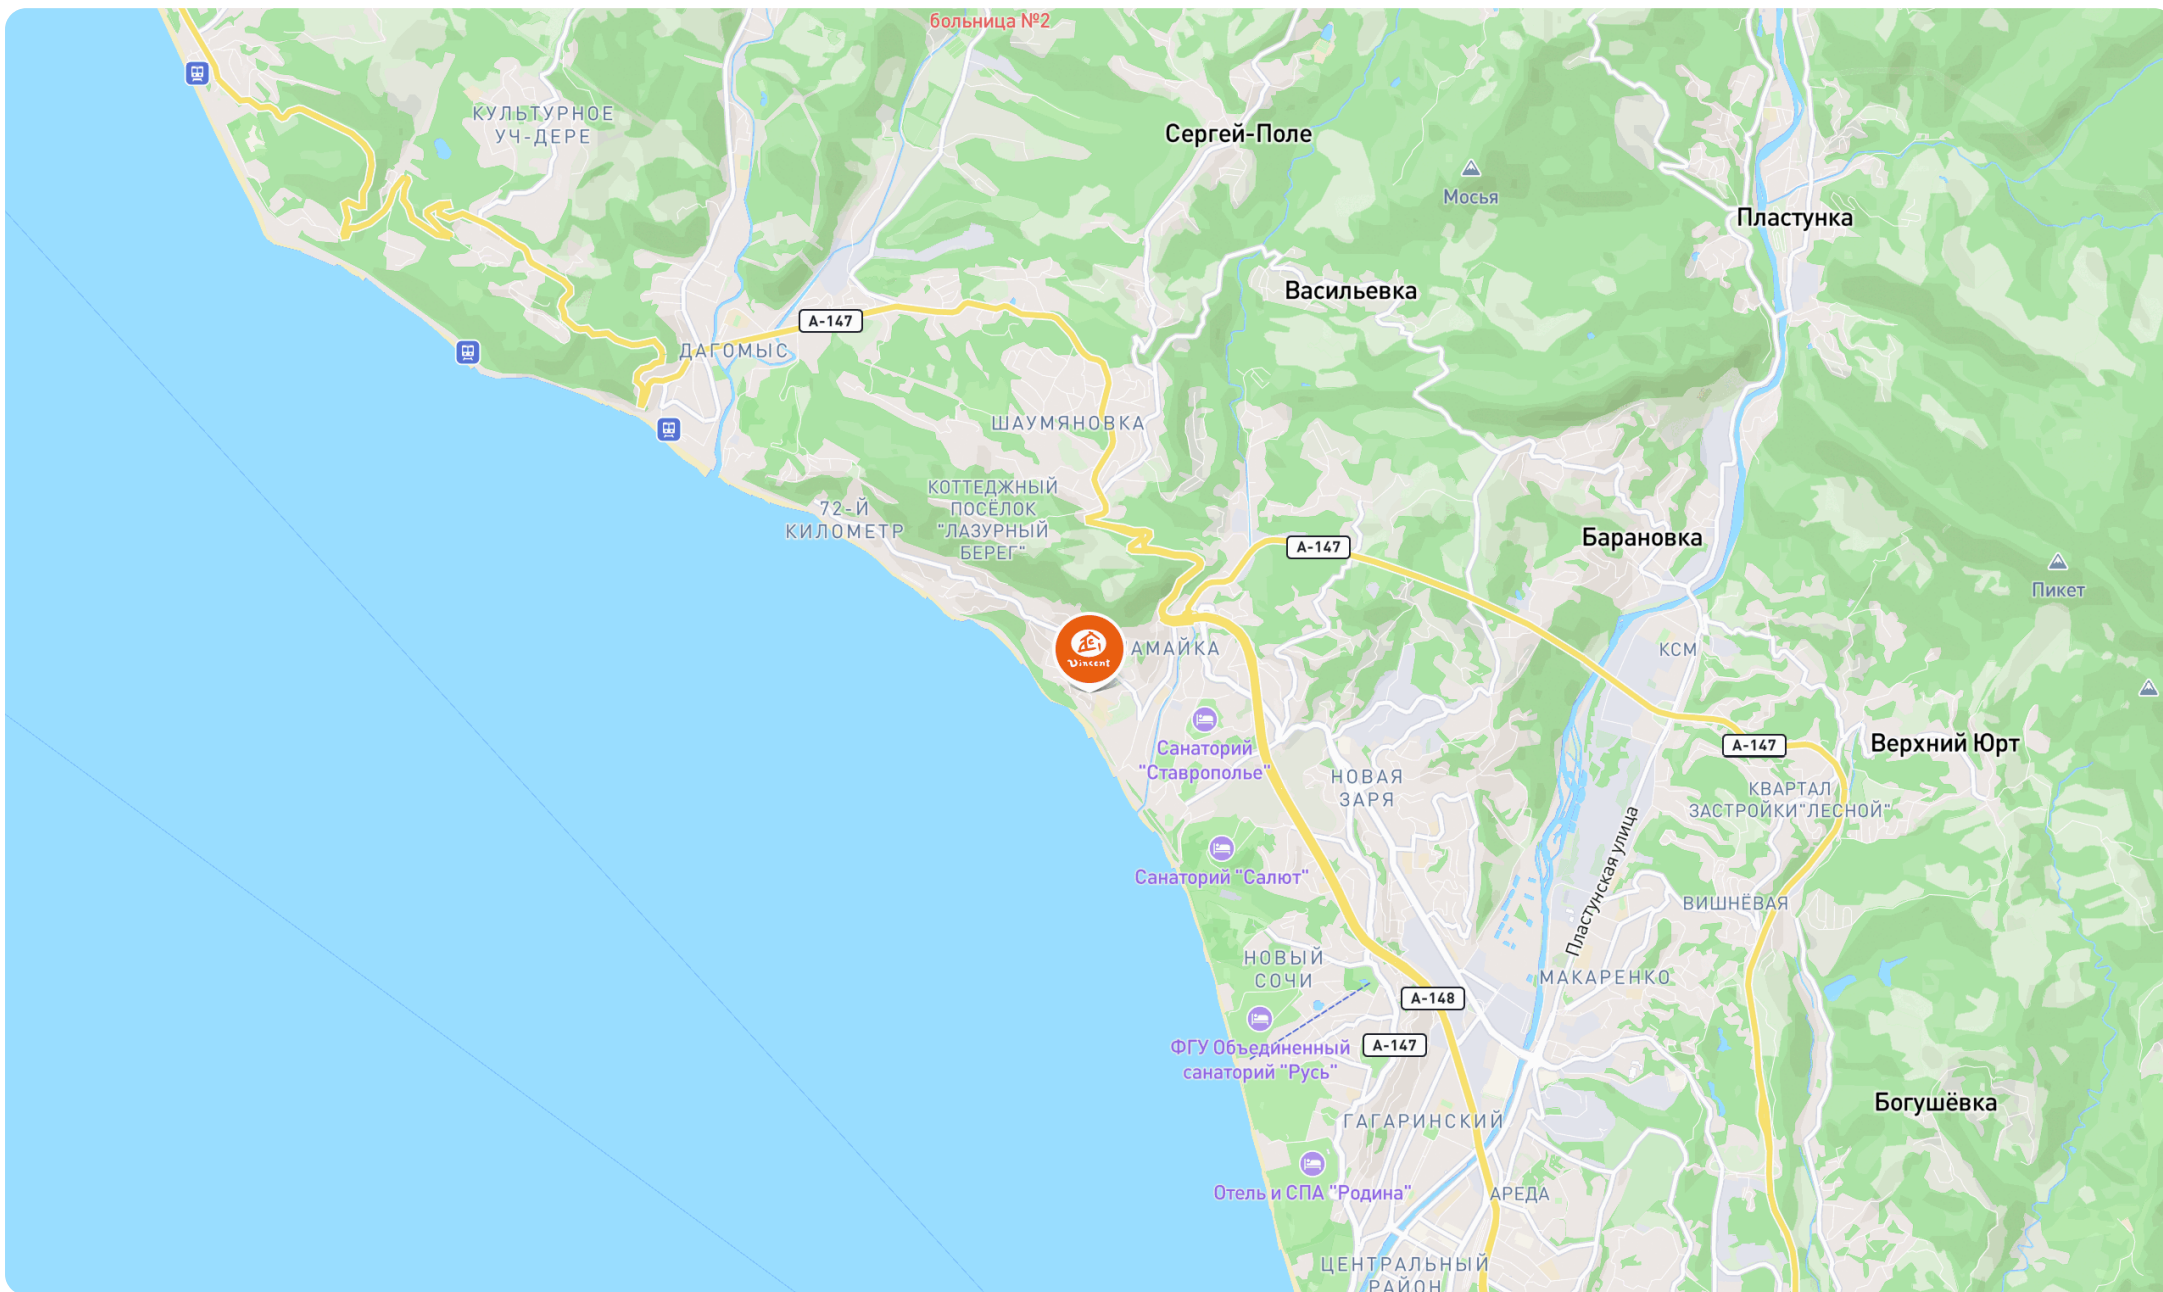 больница №2
КУЛЬТУРНОЕ
УЧ-ДЕРЕ
Сергей-Поле
Мосья
Пластунка
Васильевка
А-147
ДАГОМЫС
ШАУМЯНОВКА
КОТТЕДЖНЫЙ
ПОСЁЛОК
"ЛАЗУРНЫЙ
БЕРЕГ"
72-Й
КИЛОМЕТР
А-147
Барановка
Пикет
Vincent
АМАЙКА
КСМ
Санаторий
"Ставрополье"
А-147
Верхний Юрт
НОВАЯ
ЗАРЯ
КВАРТАЛ
ЗАСТРОЙКИ"ЛЕСНОЙ"
Пластунская улица
Санаторий "Салют"
ВИШНЁВАЯ
НОВЫЙ
СОЧИ
МАКАРЕНКО
А-148
ФГУ Объединенный
санаторий "Русь"
А-147
Богушёвка
ГАГАРИНСКИЙ
Отель и СПА "Родина"
АРЕДА
ЦЕНТРАЛЬНЫЙ
РАЙОН